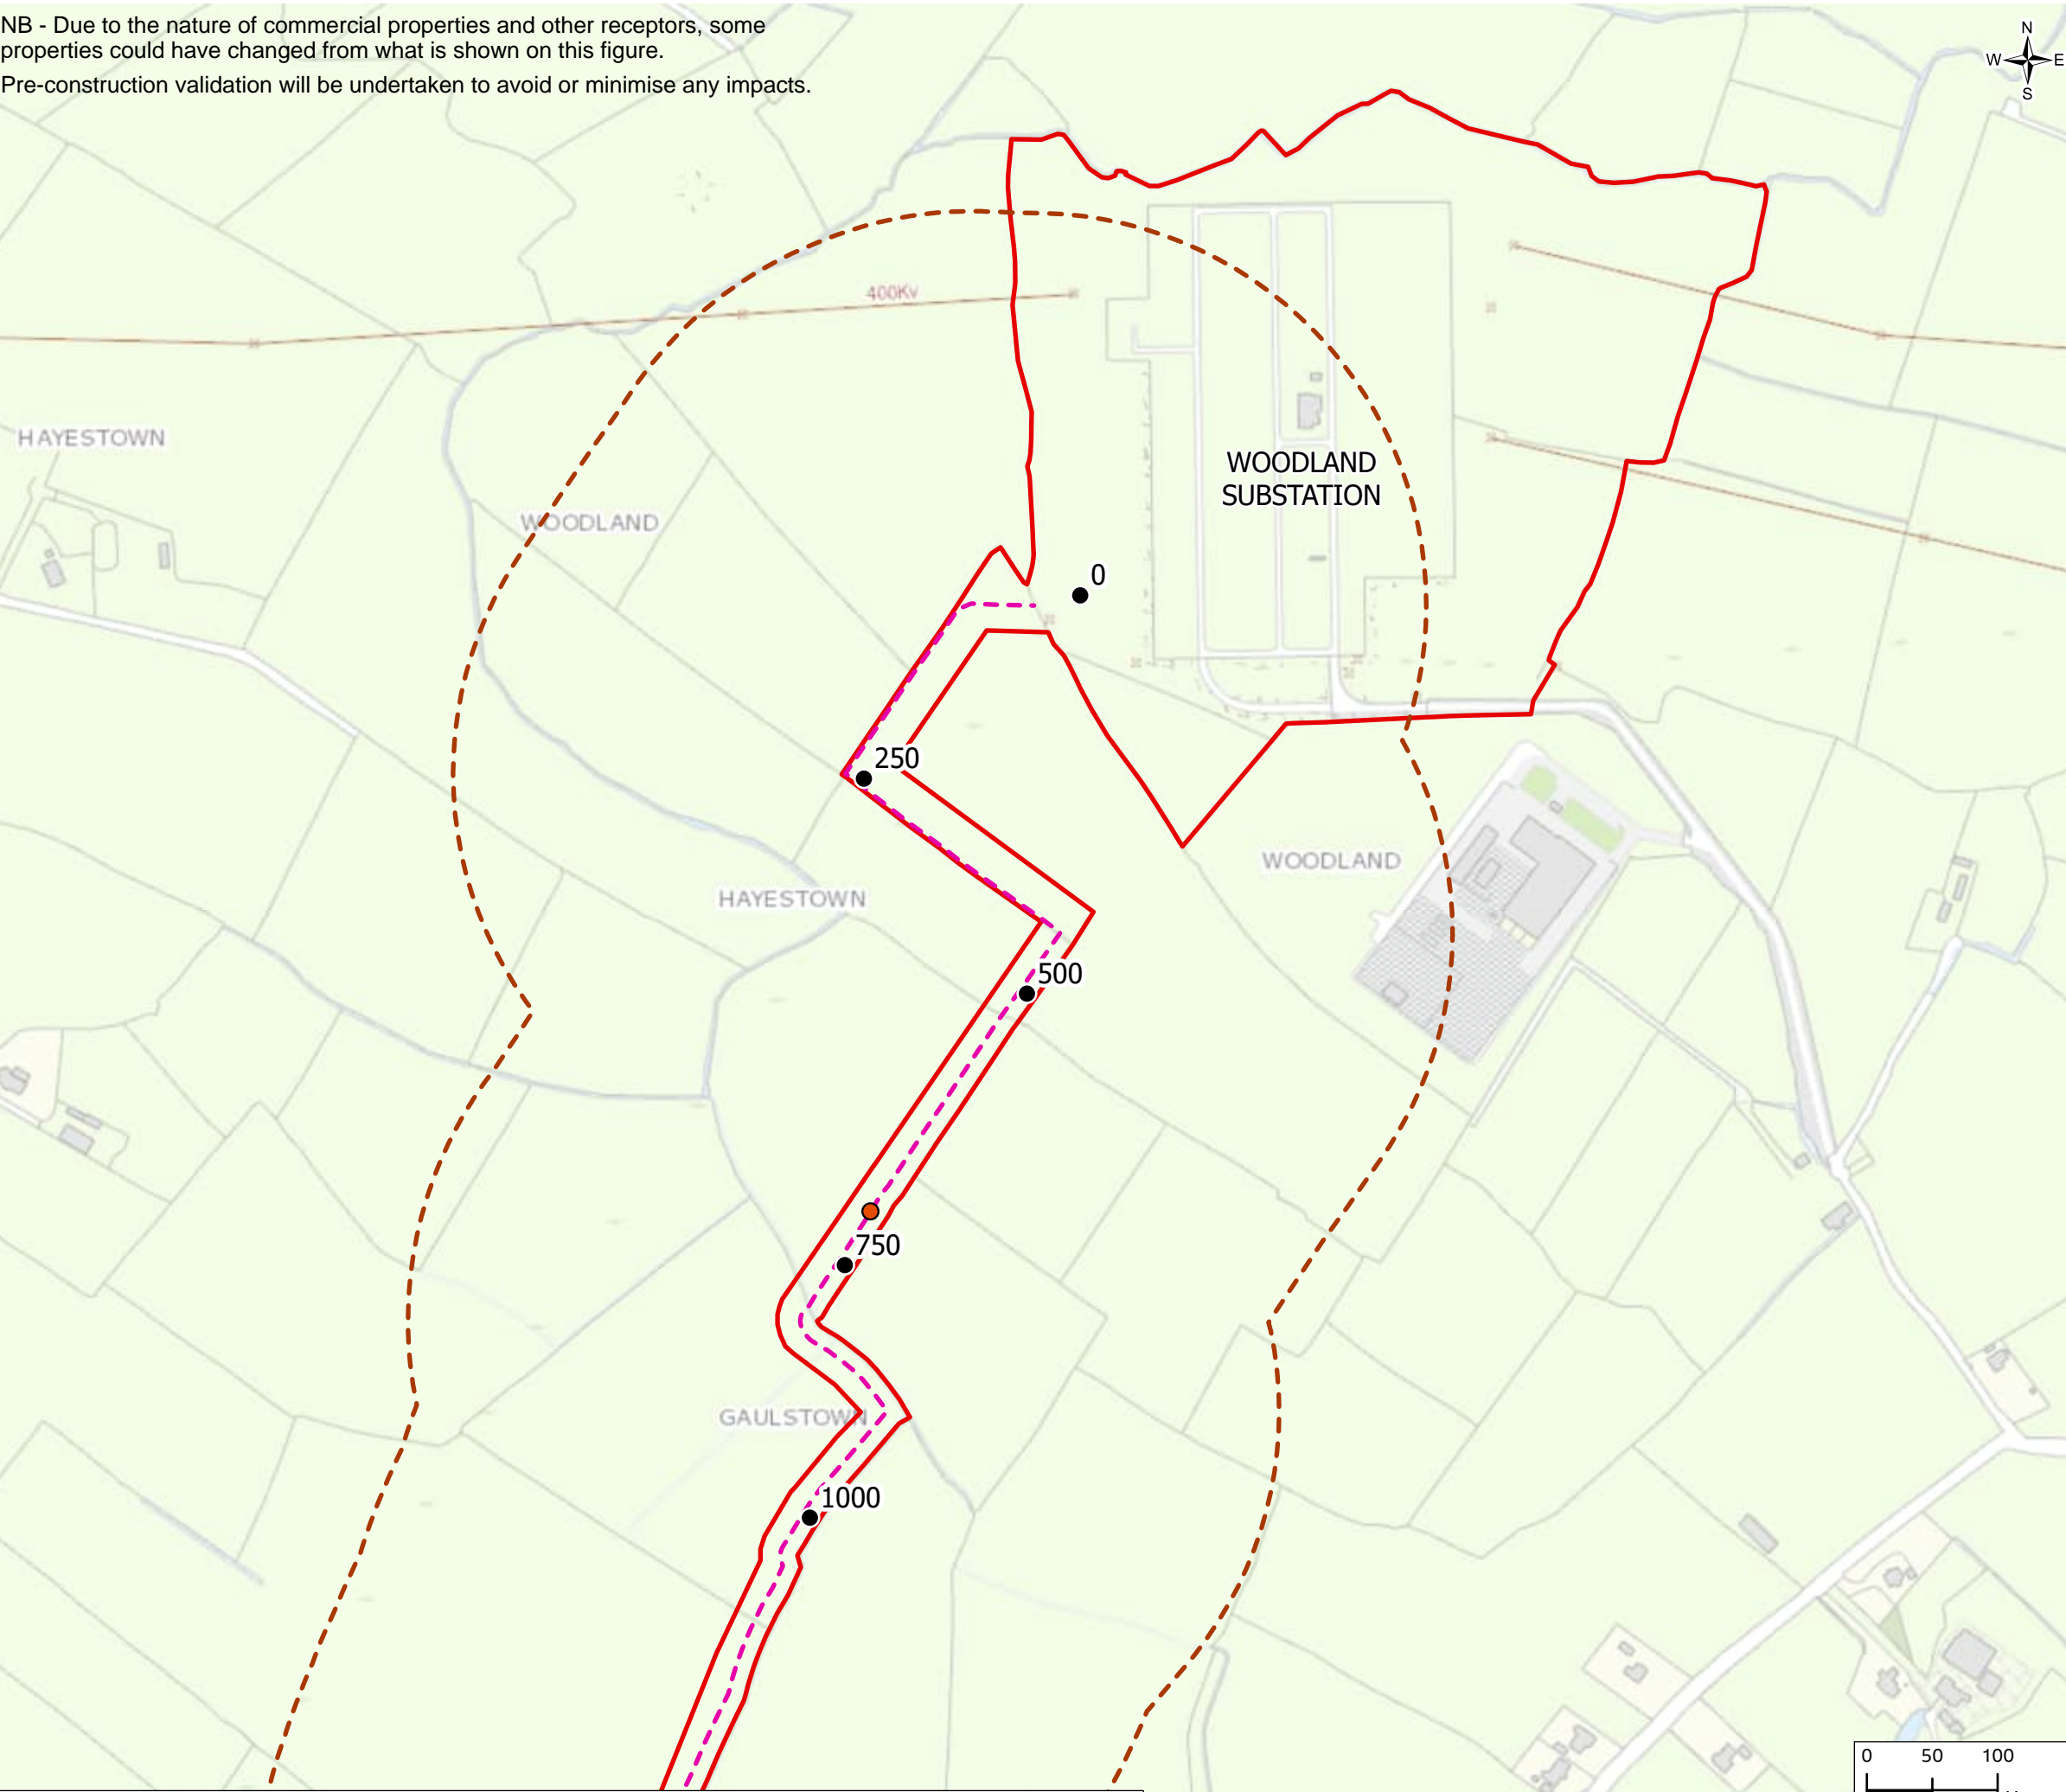 NB - Due to the nature of commercial properties and other receptors, some
properties could have changed from what is shown on this figure.
Pre-construction validation will be undertaken to avoid or minimise any impacts.
N
W E
S
400Kv
HAYESTOWN
WOODLAND
SUBSTATION
WOODLAND
0
250
WOODLAND
HAYESTOWN
500
750
GAULSTOWN
1000
0 50 100